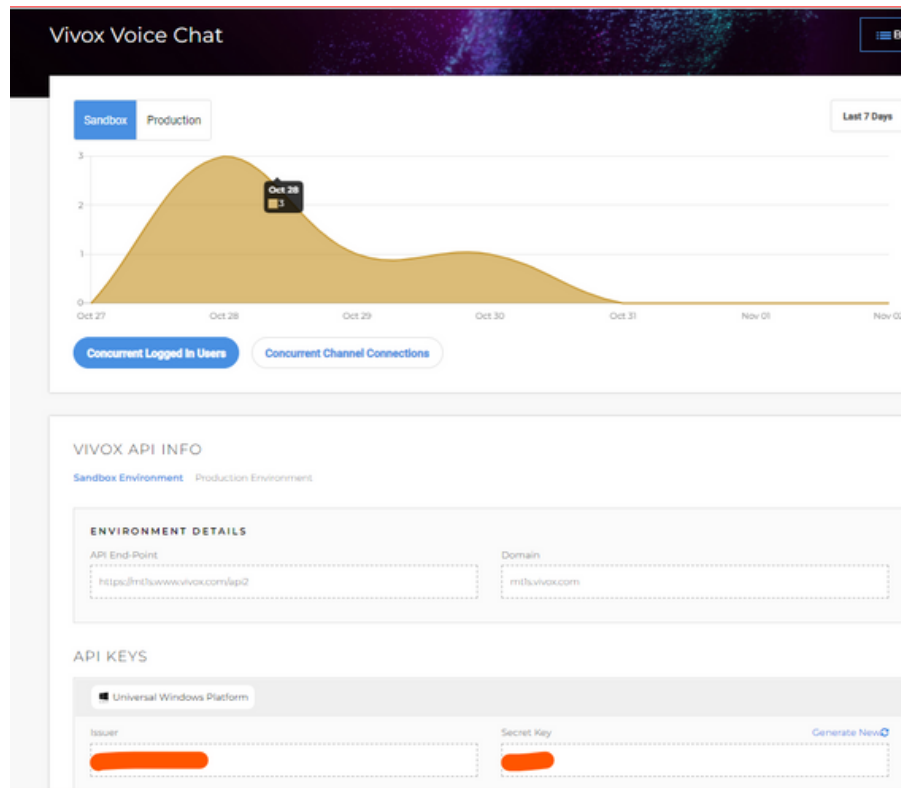 Vivox Voice Chat
Sandbox Production
Last 7 Days
3
2
1
0
Oct 28
3
Oct 27 Oct 28 Oct 29 Oct 30 Oct 31 Nov 01 Nov 02
Concurrent Logged In Users Concurrent Channel Connections
VIVOX API INFO
Sandbox Environment Production Environment
ENVIRONMENT DETAILS
API End-Point Domain
https://mt1s.www.vivox.com/api2 mt1s.vivox.com
API KEYS
Universal Windows Platform
Issuer Secret Key Generate New